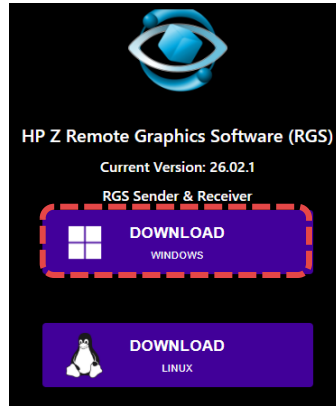 HP Z Remote Graphics Software (RGS)
Current Version: 26.02.1
RGS Sender & Receiver
DOWNLOAD
WINDOWS
DOWNLOAD
LINUX